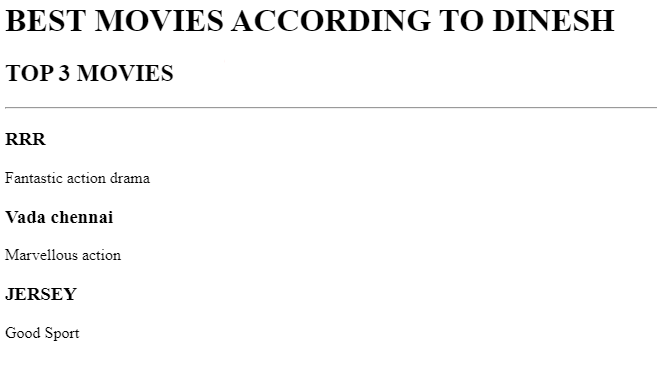 BEST MOVIES ACCORDING TO DINESH
TOP 3 MOVIES
RRR
Fantastic action drama
Vada chennai
Marvellous action
JERSEY
Good Sport